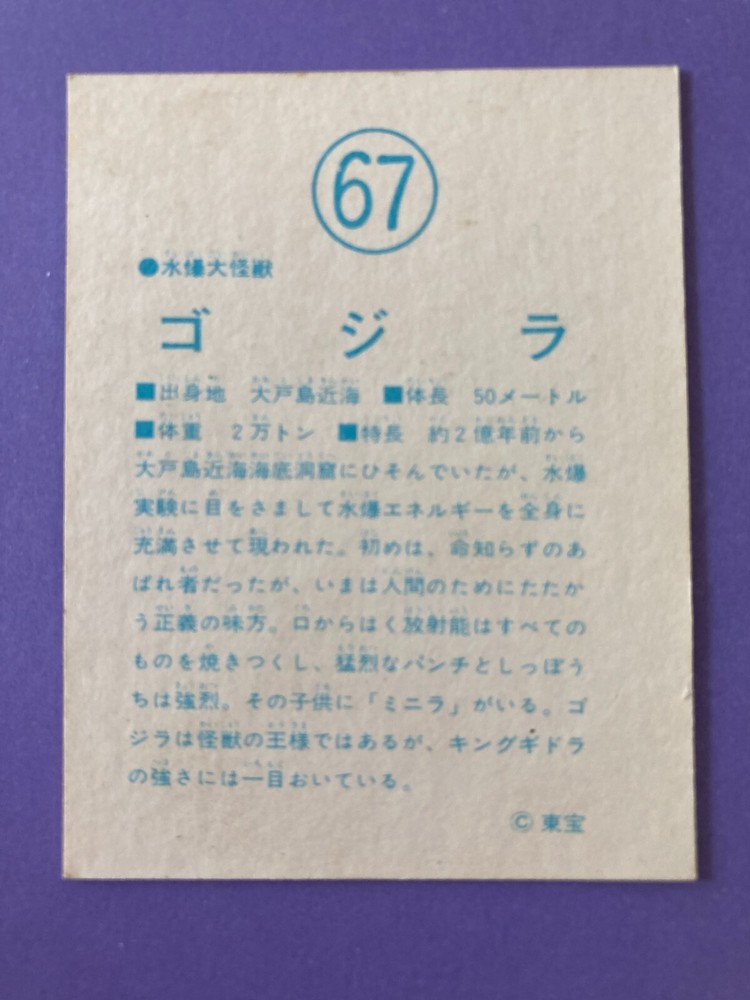 67
●水爆大怪獣
ゴジラ
■出身地　大戸島近海　■体長　50メートル
■体重　2万トン　■特長　約2億年前から
大戸島近海海底洞窟にひそんでいたが、水爆
実験に目をさまして水爆エネルギーを全身に
充満させて現われた。初めは、命知らずのあ
ばれ者だったが、いまは人間のためにたたか
う正義の味方。口からはく放射能はすべての
ものを焼きつくし、猛烈なパンチとしっぽう
ちは強烈。その子供に「ミニラ」がいる。ゴ
ジラは怪獣の王様ではあるが、キングギドラ
の強さには一目おいている。
© 東宝